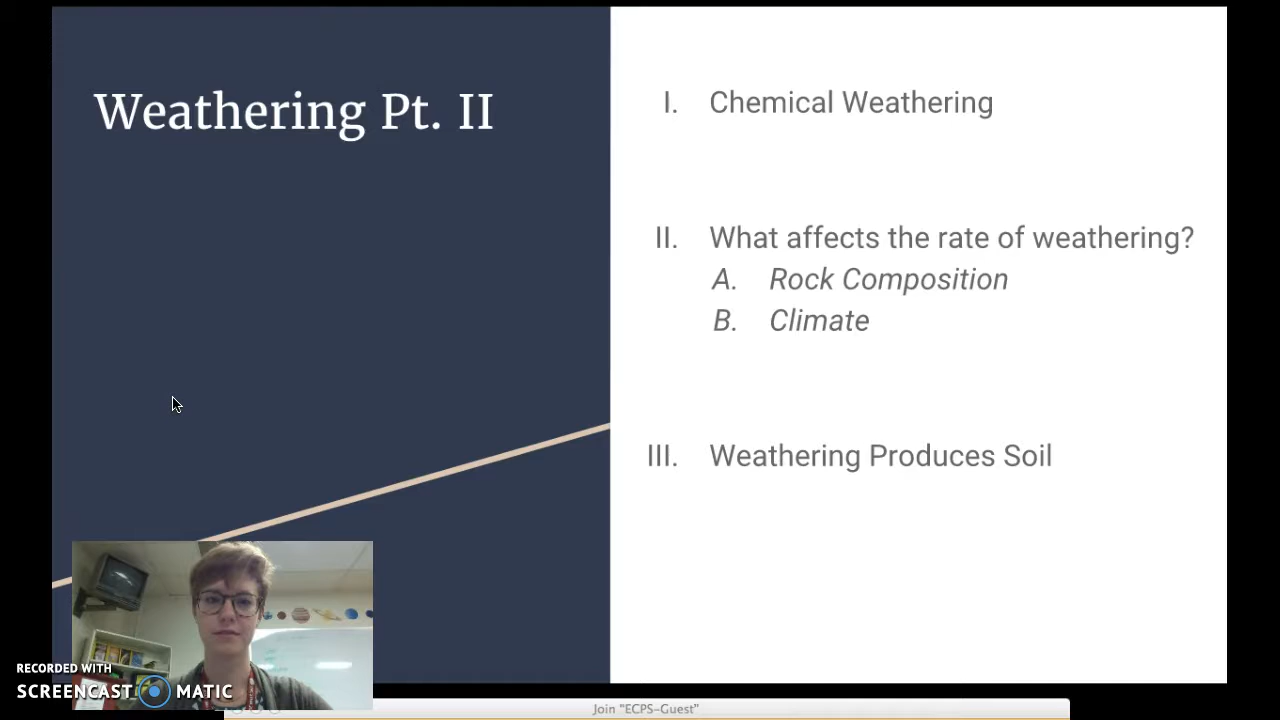 Weathering Pt. II
I. Chemical Weathering
II. What affects the rate of weathering?
A. Rock Composition
B. Climate
III. Weathering Produces Soil
RECORDED WITH
SCREENCAST MATIC
Join "ECPS-Guest"